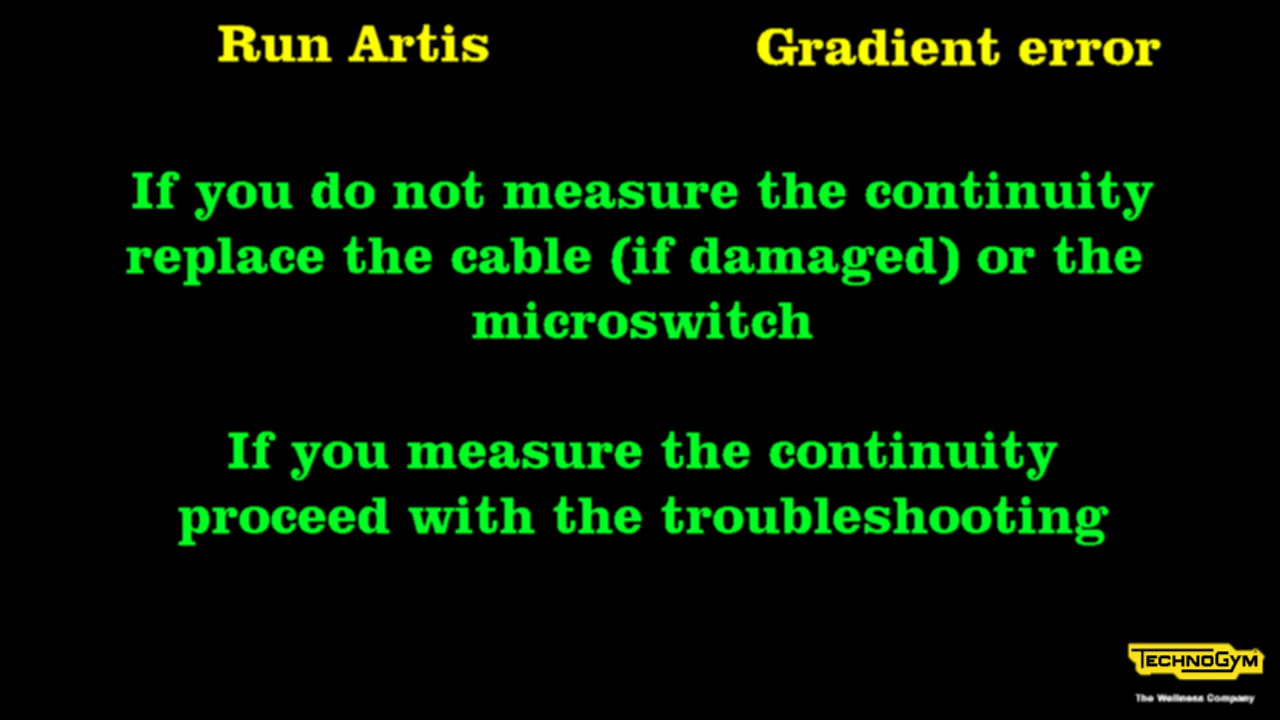 Run Artis
Gradient error
If you do not measure the continuity
replace the cable (if damaged) or the
microswitch
If you measure the continuity
proceed with the troubleshooting
TECHNOGYM
The Wellness Company